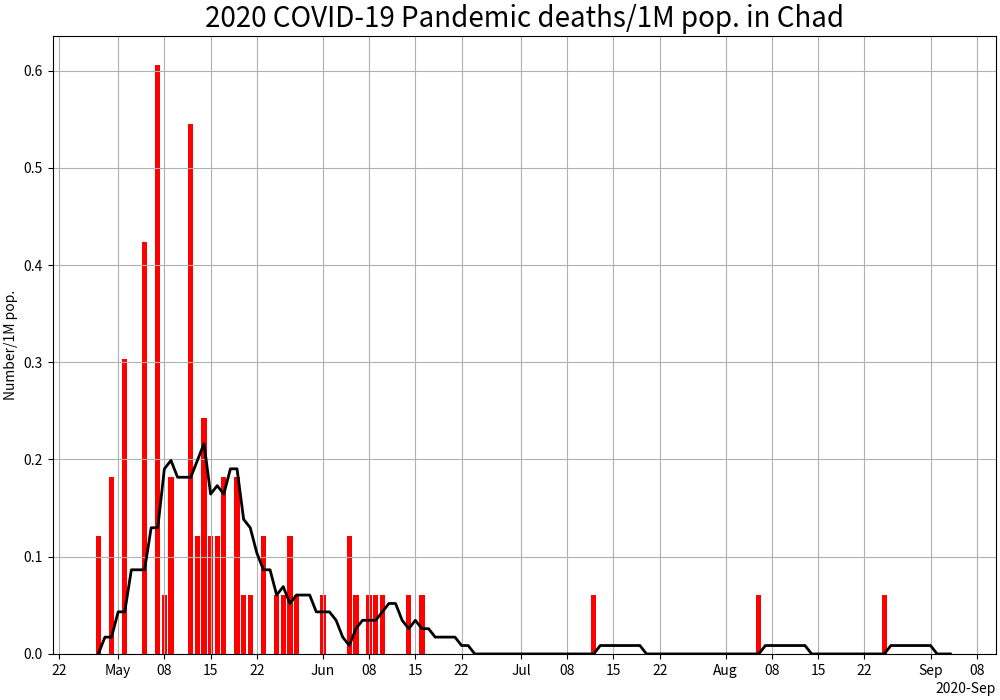 2020 COVID-19 Pandemic deaths/1M pop. in Chad
Number/1M pop.
0.6
0.5
0.4
0.3
0.2
0.1
0.0
22 May 08 15 22 Jun 08 15 22 Jul 08 15 22 Aug 08 15 22 Sep 08
2020-Sep